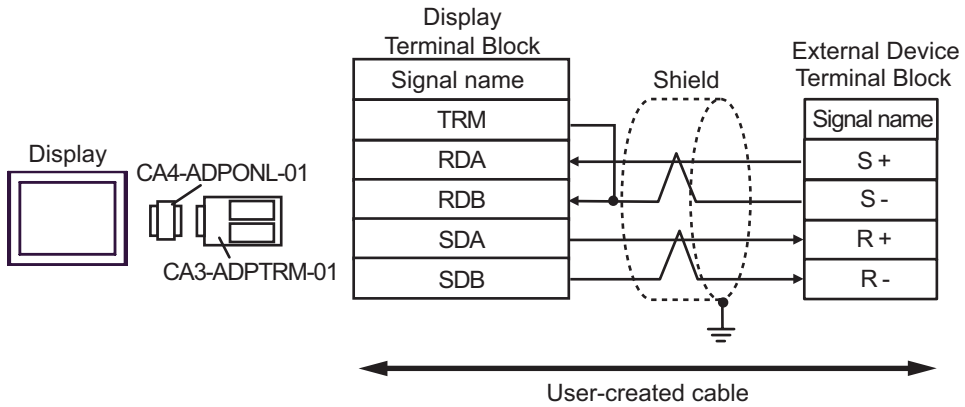 Display
Terminal Block
Signal name
TRM
RDA
RDB
SDA
SDB
Shield
External Device
Terminal Block
Signal name
S +
S -
R +
R -
Display
CA4-ADPONL-01
CA3-ADPTRM-01
User-created cable